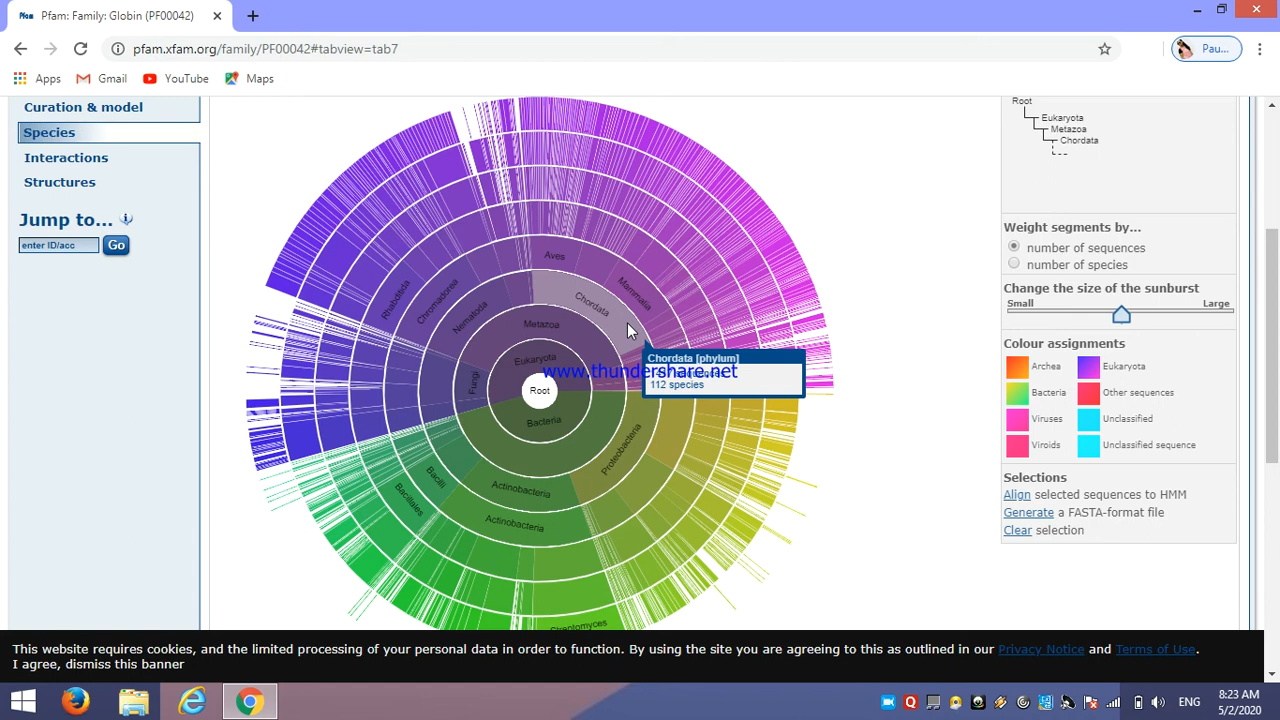 Pfam: Family: Globin (PF00042)
pfam.xfam.org/family/PF00042#tabview=tab7
Pau...
Apps Gmail YouTube Maps
Curation & model
Species
Interactions
Structures
Jump to...
enter ID/acc Go
Root
Eukaryota
Metazoa
Chordata
Weight segments by...
number of sequences
number of species
Change the size of the sunburst
Small Large
Colour assignments
Archea Eukaryota
Bacteria Other sequences
Viruses Unclassified
Viroids Unclassified sequence
Selections
Align selected sequences to HMM
Generate a FASTA-format file
Clear selection
Aves
Mammalia
Chordata
Rhabditida
Chromadorea
Nematoda
Metazoa
Eukaryota
Fungi
Root
Bacteria
Proteobacteria
Bacilli
Bacillales
Actinobacteria
Actinobacteria
Streptomyces
Chordata [phylum]
www.thundershare.net
112 species
This website requires cookies, and the limited processing of your personal data in order to function. By using the site you are agreeing to this as outlined in our Privacy Notice and Terms of Use.
I agree, dismiss this banner
ENG
8:23 AM
5/2/2020